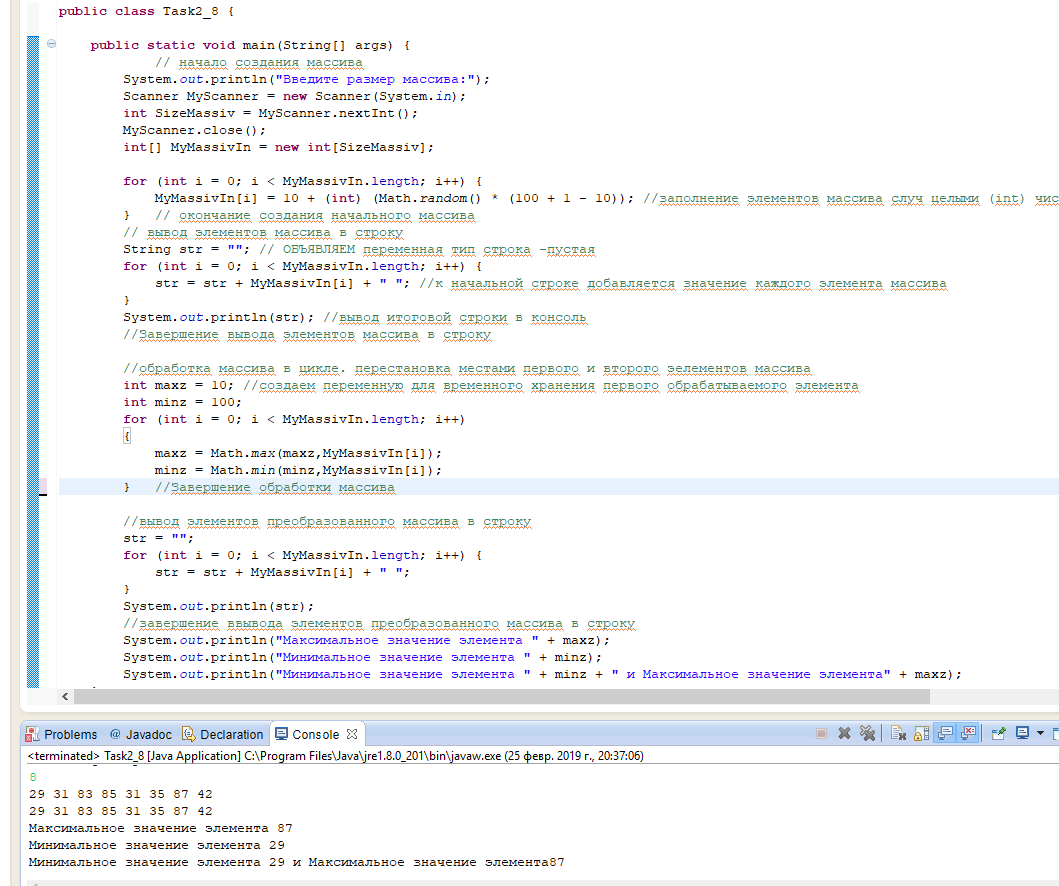 public class Task2_8 {
public static void main(String[] args) {
// начало создания массива
System.out.println("Введите размер массива:");
Scanner MyScanner = new Scanner(System.in);
int SizeMassiv = MyScanner.nextInt();
MyScanner.close();
int[] MyMassivIn = new int[SizeMassiv];
for (int i = 0; i < MyMassivIn.length; i++) {
MyMassivIn[i] = 10 + (int) (Math.random() * (100 + 1 - 10)); //заполнение элементов массива случ целыми (int) чис
} // окончание создания начального массива
// вывод элементов массива в строку
String str = ""; // ОБЪЯВЛЯЕМ переменная тип строка -пустая
for (int i = 0; i < MyMassivIn.length; i++) {
str = str + MyMassivIn[i] + " "; //к начальной строке добавляется значение каждого элемента массива
}
System.out.println(str); //вывод итоговой строки в консоль
//Завершение вывода элементов массива в строку
//обработка массива в цикле. перестановка местами первого и второго эелементов массива
int maxz = 10; //создаем переменную для временного хранения первого обрабатываемого элемента
int minz = 100;
for (int i = 0; i < MyMassivIn.length; i++)
{
maxz = Math.max(maxz,MyMassivIn[i]);
minz = Math.min(minz,MyMassivIn[i]);
} //Завершение обработки массива
//вывод элементов преобразованного массива в строку
str = "";
for (int i = 0; i < MyMassivIn.length; i++) {
str = str + MyMassivIn[i] + " ";
}
System.out.println(str);
//завершение ввывода элементов преобразованного массива в строку
System.out.println("Максимальное значение элемента " + maxz);
System.out.println("Минимальное значение элемента " + minz);
System.out.println("Минимальное значение элемента " + minz + " и Максимальное значение элемента" + maxz);
Problems @ Javadoc Declaration Console
<terminated> Task2_8 [Java Application] C:\Program Files\Java\jre1.8.0_201\bin\javaw.exe (25 февр. 2019 г., 20:37:06)
8
29 31 83 85 31 35 87 42
29 31 83 85 31 35 87 42
Максимальное значение элемента 87
Минимальное значение элемента 29
Минимальное значение элемента 29 и Максимальное значение элемента87